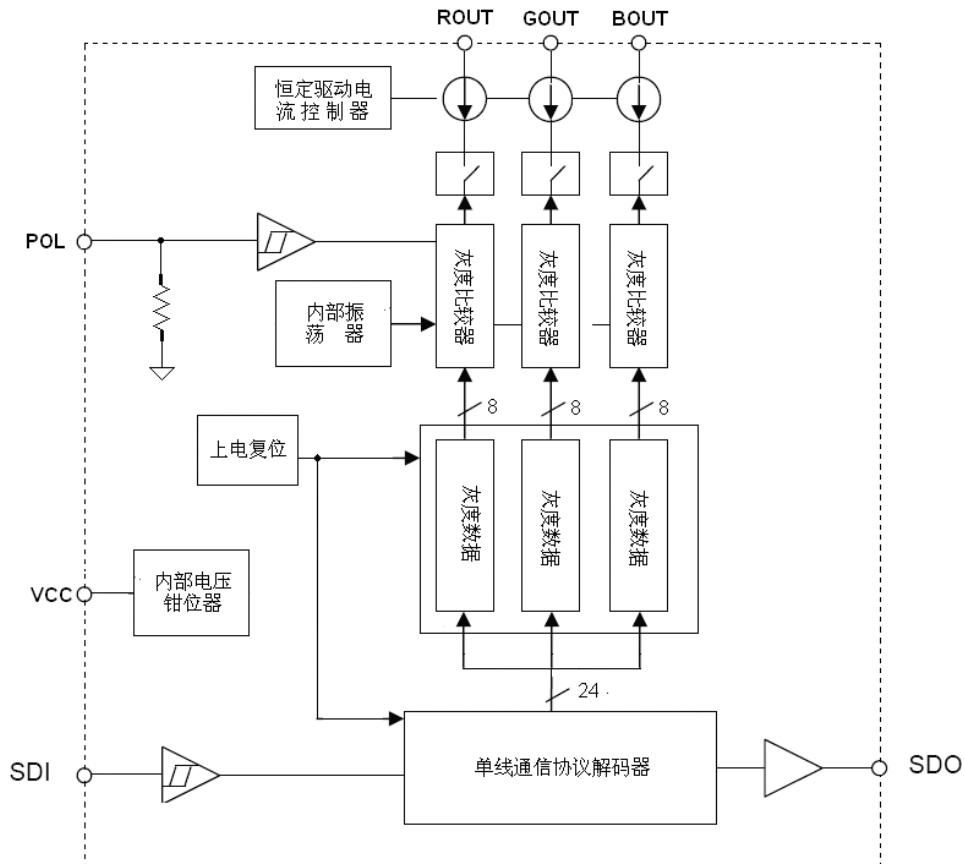 ROUT GOUT BOUT
恒定驱动电
流控制器
POL
灰度比较器
灰度比较器
灰度比较器
内部振
荡 器
8
8
8
上电复位
灰度数据
灰度数据
灰度数据
VCC
内部电压
钳位器
24
SDI
单线通信协议解码器
SDO